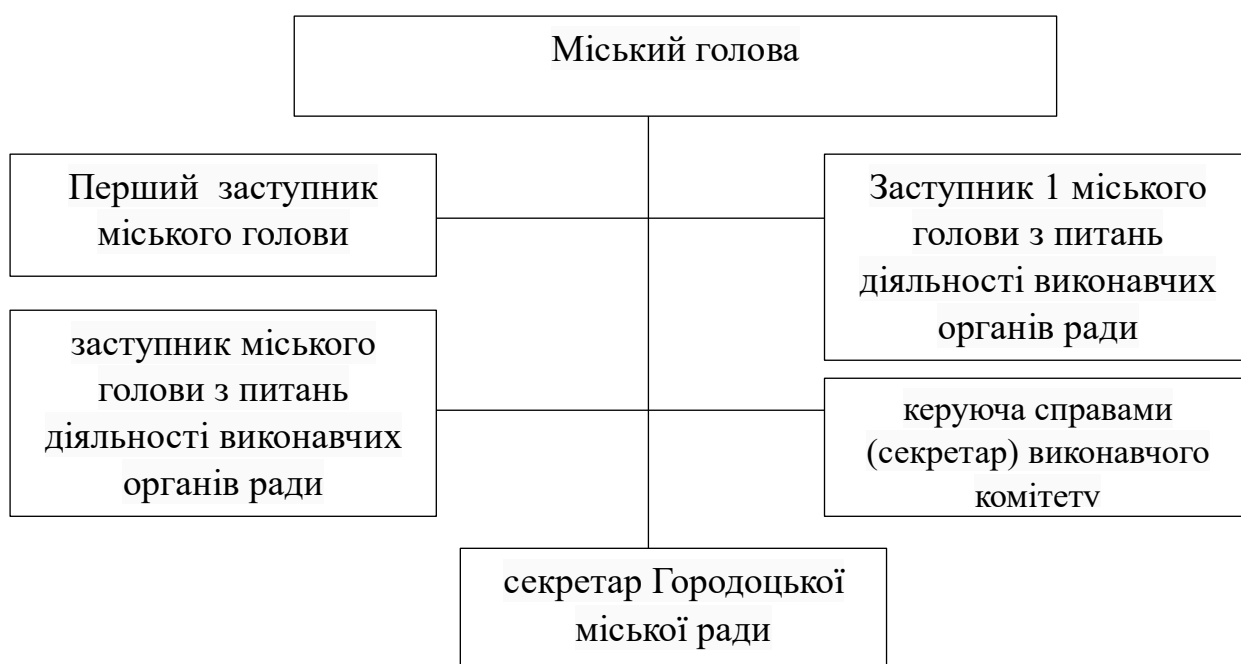 Міський голова
Перший заступник
міського голови
Заступник 1 міського
голови з питань
діяльності виконавчих
органів ради
заступник міського
голови з питань
діяльності виконавчих
органів ради
керуюча справами
(секретар) виконавчого
комітету
секретар Городоцької
міської ради